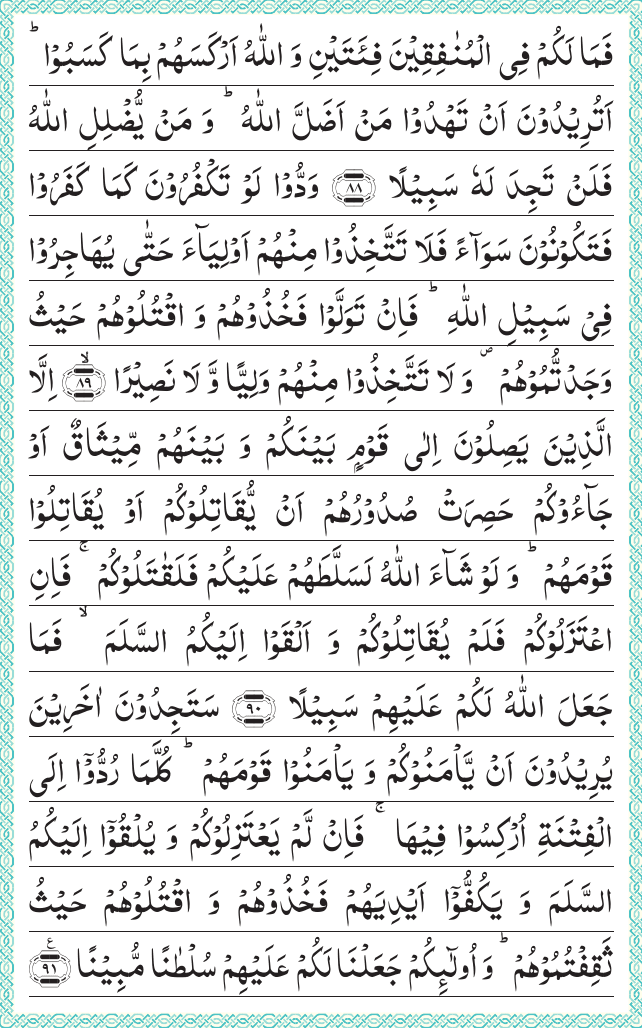 فَمَا لَكُمۡ فِى الۡمُنٰفِقِيۡنَ فِئَـتَيۡنِ وَ اللّٰهُ اَرۡكَسَهُمۡ بِمَا كَسَبُوۡا ؕ
اَ تُرِيۡدُوۡنَ اَنۡ تَهۡدُوۡا مَنۡ اَضَلَّ اللّٰهُ ؕ وَ مَنۡ يُّضۡلِلِ اللّٰهُ
فَلَنۡ تَجِدَ لَهٗ سَبِيۡلًا ﴿۸۸﴾ وَدُّوۡا لَوۡ تَكۡفُرُوۡنَ كَمَا كَفَرُوۡا
فَتَكُوۡنُوۡنَ سَوَآءً فَلَا تَتَّخِذُوۡا مِنۡهُمۡ اَوۡلِيَآءَ حَتّٰى يُهَاجِرُوۡا
فِىۡ سَبِيۡلِ اللّٰهِ ؕ فَاِنۡ تَوَلَّوۡا فَخُذُوۡهُمۡ وَ اقۡتُلُوۡهُمۡ حَيۡثُ
وَجَدْتُّمُوۡهُمۡ ۖ وَ لَا تَتَّخِذُوۡا مِنۡهُمۡ وَلِيًّا وَّ لَا نَصِيۡرًا ۙ﴿۸۹﴾ اِلَّا
الَّذِيۡنَ يَصِلُوۡنَ اِلٰى قَوۡمٍۢ بَيۡنَكُمۡ وَ بَيۡنَهُمۡ مِّيۡثَاقٌ اَوۡ
جَآءُوۡكُمۡ حَصِرَتۡ صُدُوۡرُهُمۡ اَنۡ يُّقَاتِلُوۡكُمۡ اَوۡ يُقَاتِلُوۡا
قَوۡمَهُمۡ ؕ وَ لَوۡ شَآءَ اللّٰهُ لَسَلَّطَهُمۡ عَلَيۡكُمۡ فَلَقٰتَلُوۡكُمۡ ۚ فَاِنِ
اعۡتَزَلُوۡكُمۡ فَلَمۡ يُقَاتِلُوۡكُمۡ وَ اَلۡقَوۡا اِلَيۡكُمُ السَّلَمَ ۙ فَمَا
جَعَلَ اللّٰهُ لَكُمۡ عَلَيۡهِمۡ سَبِيۡلًا ﴿۹۰﴾ سَتَجِدُوۡنَ اٰخَرِيۡنَ
يُرِيۡدُوۡنَ اَنۡ يَّاۡمَنُوۡكُمۡ وَ يَاۡمَنُوۡا قَوۡمَهُمۡ ؕ كُلَّمَا رُدُّوۡۤا اِلَى
الۡفِتۡنَةِ اُرۡكِسُوۡا فِيۡهَا ۚ فَاِنۡ لَّمۡ يَعۡتَزِلُوۡكُمۡ وَ يُلۡقُوۡۤا اِلَيۡكُمُ
السَّلَمَ وَ يَكُفُّوۡۤا اَيۡدِيَهُمۡ فَخُذُوۡهُمۡ وَ اقۡتُلُوۡهُمۡ حَيۡثُ
ثَقِفۡتُمُوۡهُمۡ ؕ وَ اُولٰٓٮِٕكُمۡ جَعَلۡنَا لَكُمۡ عَلَيۡهِمۡ سُلۡطٰنًا مُّبِيۡنًا ﴿۹۱﴾ ع